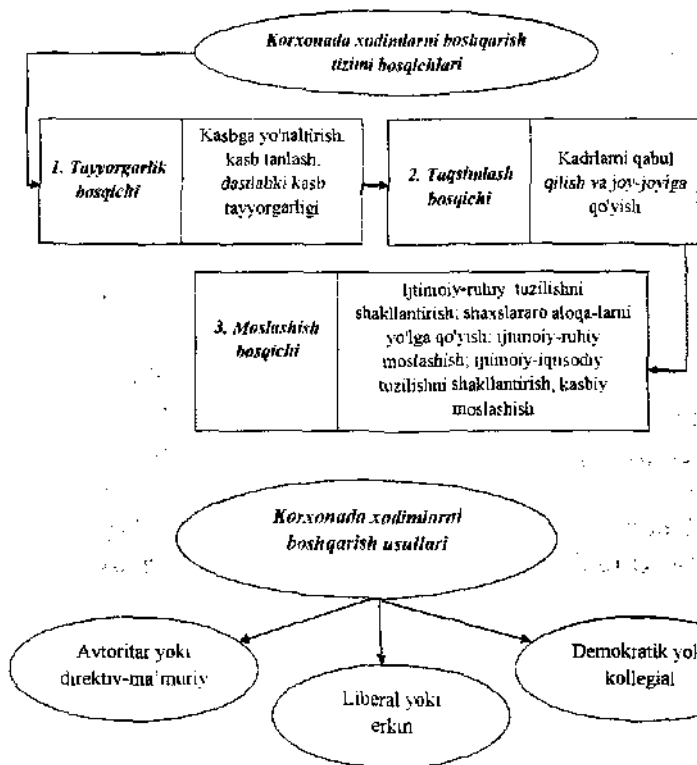 Korxonada xodimlarni boshqarish
tizimi bosqichlari
1. Tayyorgarlik
bosqichi
Kasbga yo'naltirish,
kasb tanlash,
dastlabki kasb
tayyorgarligi
2. Taqsimlash
bosqichi
Kadrlarni qabul
qilish va joy-joyiga
qo'yish
3. Moslashish
bosqichi
Ijtimoiy-ruhiy tuzilishni
shakllantirish; shaxslararo aloqa-larni
yo'lga qo'yish; ijtimoiy-ruhiy
moslashish; ijtimoiy-iqtisodiy
tuzilishni shakllantirish, kasbiy
moslashish
Korxonada xodimlarni
boshqarish usullari
Avtoritar yoki
direktiv-ma'muriy
Liberal yoki
erkin
Demokratik yok
kollegial